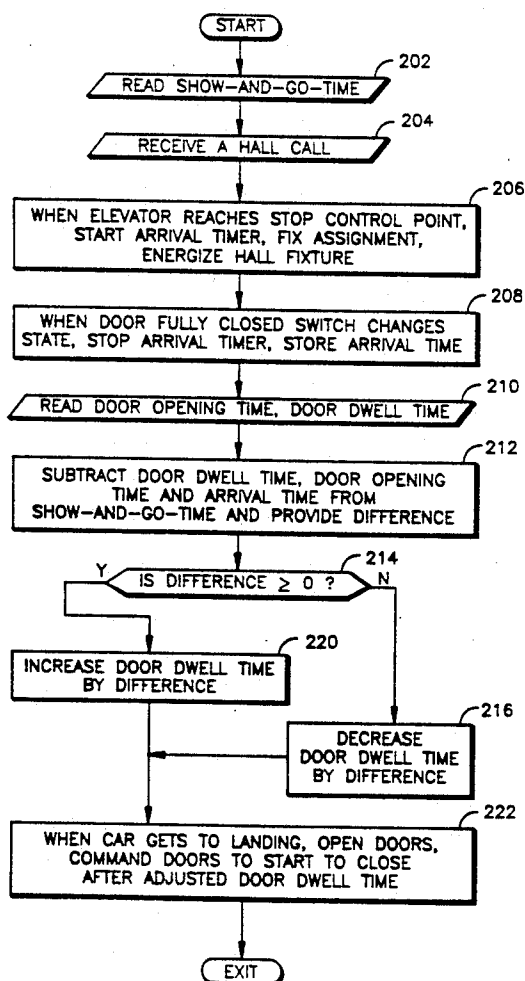 START
202
READ SHOW-AND-GO-TIME
204
RECEIVE A HALL CALL
206
WHEN ELEVATOR REACHES STOP CONTROL POINT,
START ARRIVAL TIMER, FIX ASSIGNMENT,
ENERGIZE HALL FIXTURE
208
WHEN DOOR FULLY CLOSED SWITCH CHANGES
STATE, STOP ARRIVAL TIMER, STORE ARRIVAL TIME
210
READ DOOR OPENING TIME, DOOR DWELL TIME
212
SUBTRACT DOOR DWELL TIME, DOOR OPENING
TIME AND ARRIVAL TIME FROM
SHOW-AND-GO-TIME AND PROVIDE DIFFERENCE
214
Y
IS DIFFERENCE ≥ 0 ?
N
220
INCREASE DOOR DWELL TIME
BY DIFFERENCE
216
DECREASE
DOOR DWELL TIME
BY DIFFERENCE
222
WHEN CAR GETS TO LANDING, OPEN DOORS,
COMMAND DOORS TO START TO CLOSE
AFTER ADJUSTED DOOR DWELL TIME
EXIT